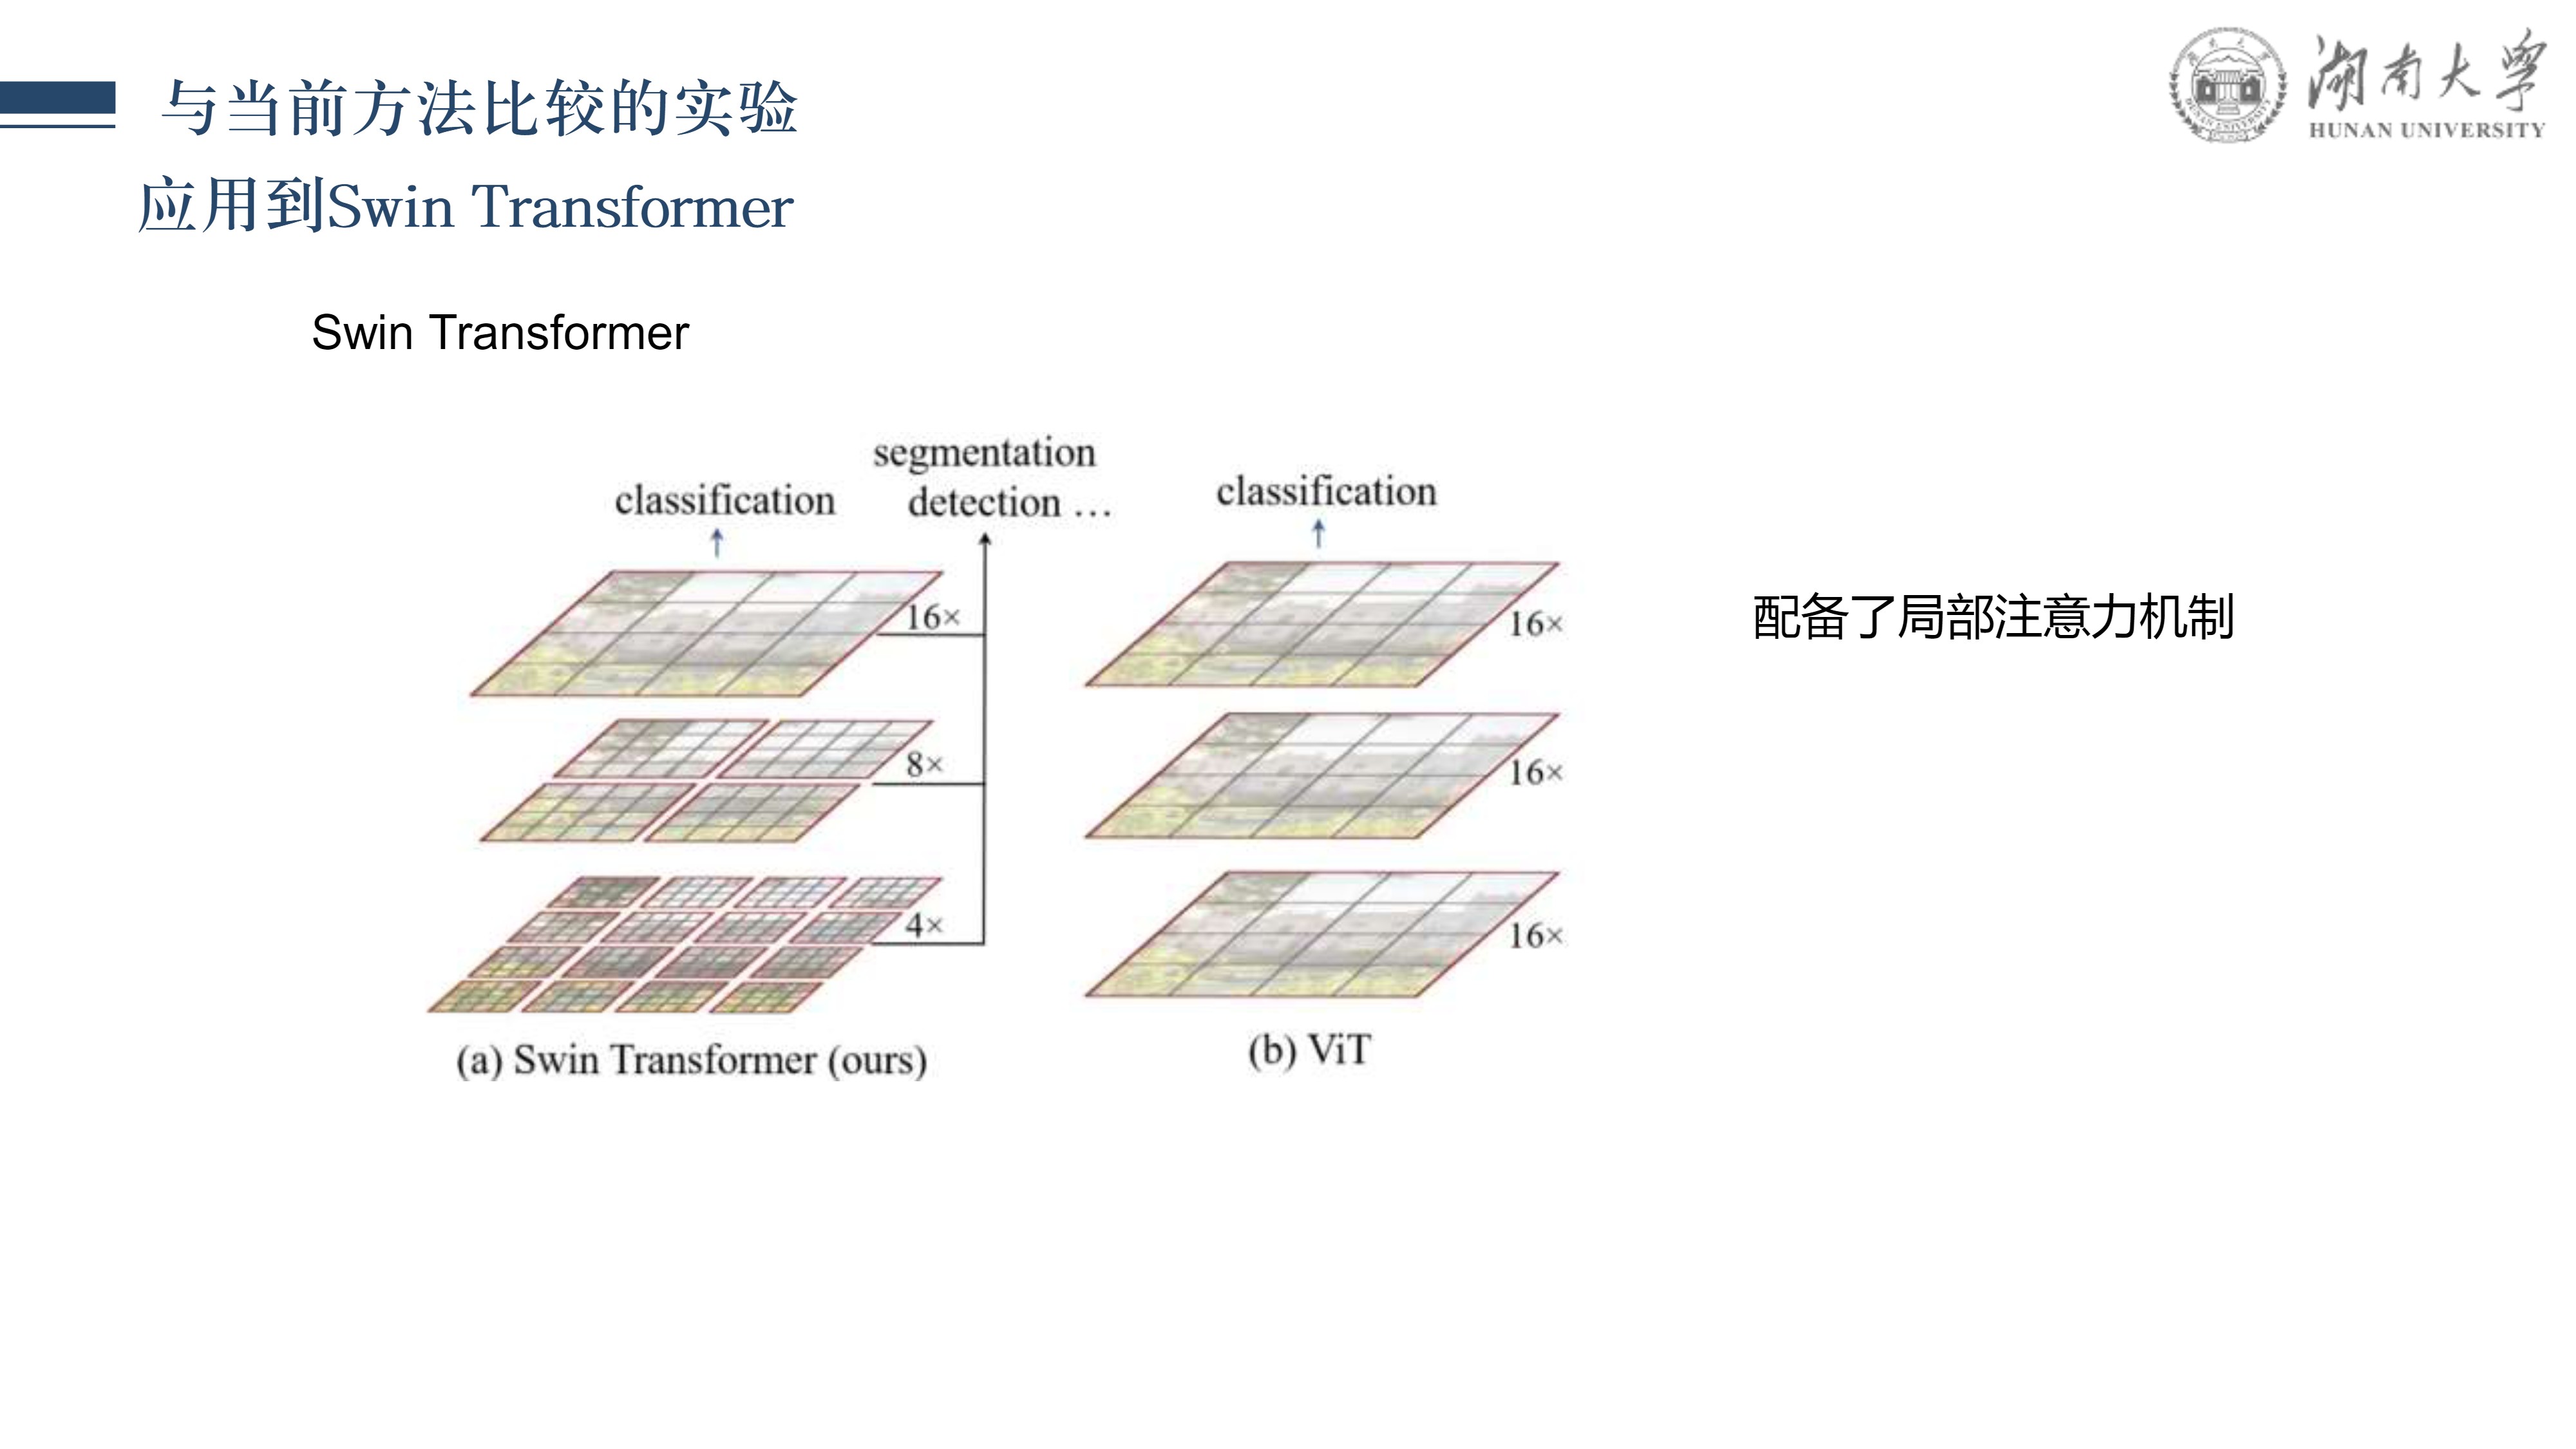 与当前方法比较的实验
湖南大学
HUNAN UNIVERSITY
应用到Swin Transformer
Swin Transformer
segmentation
classification
detection …
classification
16×
16×
配备了局部注意力机制
8×
16×
4×
16×
(a) Swin Transformer (ours)
(b) ViT